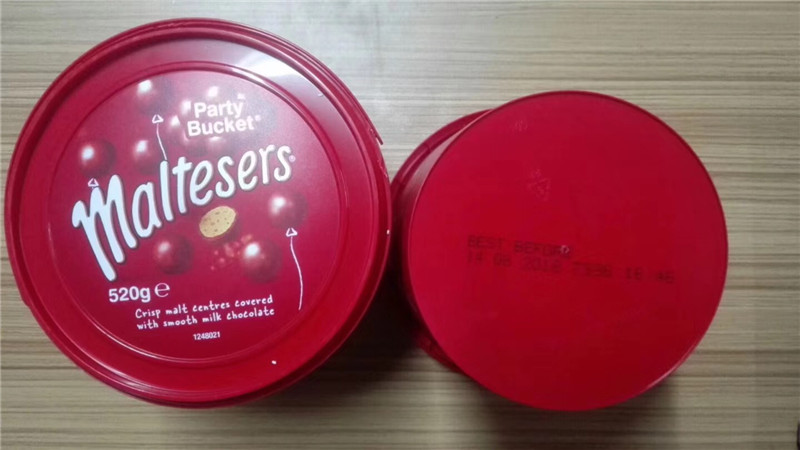 Party
Bucket®
Maltesers®
520g ℮
Crisp malt centres covered
with smooth milk chocolate
1248021
BEST BEFORE